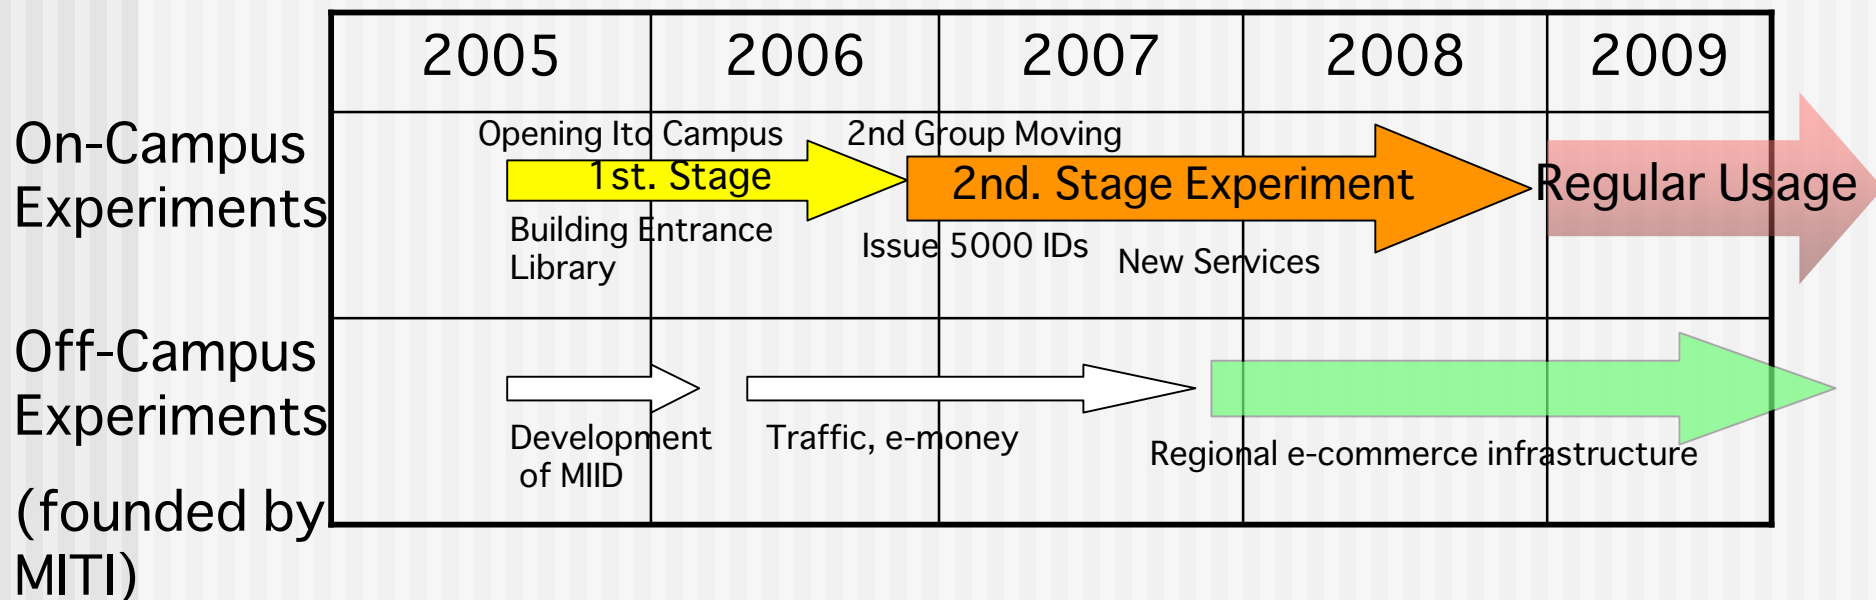 2005 2006 2007 2008 2009
On-Campus
Experiments
Opening Ito Campus
2nd Group Moving
1st. Stage
2nd. Stage Experiment
Regular Usage
Building Entrance
Library
Issue 5000 IDs
New Services
Off-Campus
Experiments
(founded by
MITI)
Development
of MIID
Traffic, e-money
Regional e-commerce infrastructure